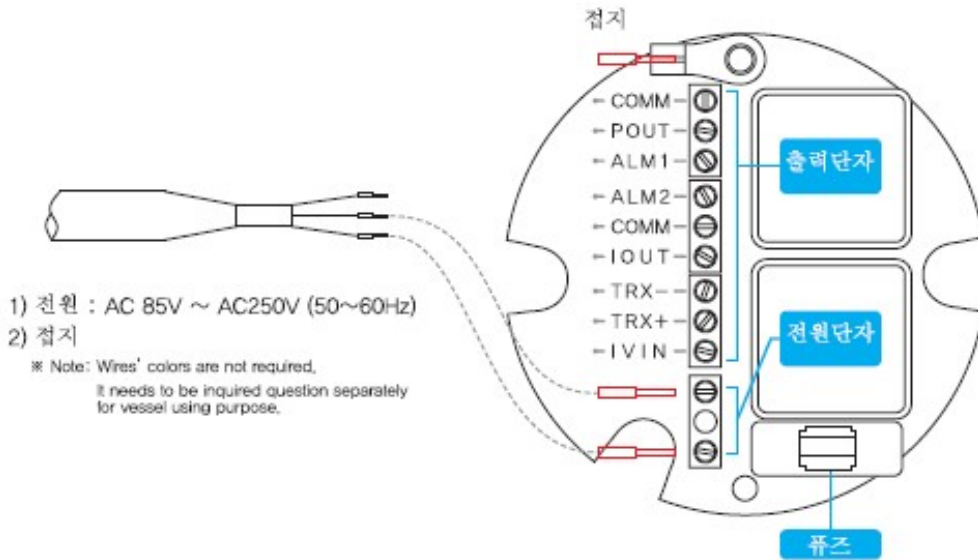 접지
COMM
POUT
ALM1
ALM2
COMM
IOUT
TRX-
TRX+
IVIN
출력단자
전원단자
퓨즈
1) 전원 : AC 85V ~ AC250V (50~60Hz)
2) 접지
※ Note: Wires' colors are not required.
It needs to be inquired question separately
for vessel using purpose.